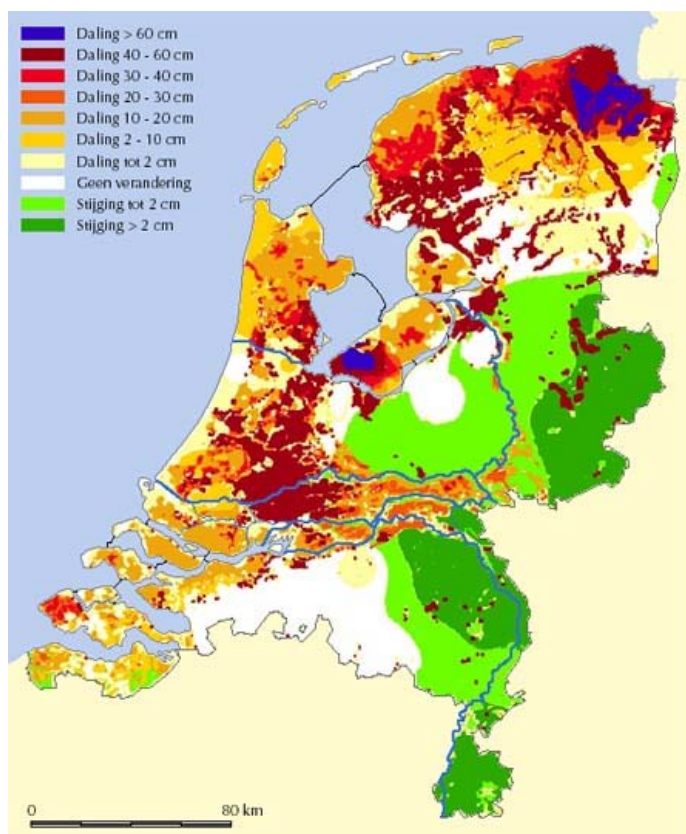 Daling > 60 cm
Daling 40 - 60 cm
Daling 30 - 40 cm
Daling 20 - 30 cm
Daling 10 - 20 cm
Daling 2 - 10 cm
Daling tot 2 cm
Geen verandering
Stijging tot 2 cm
Stijging > 2 cm
0 80 km